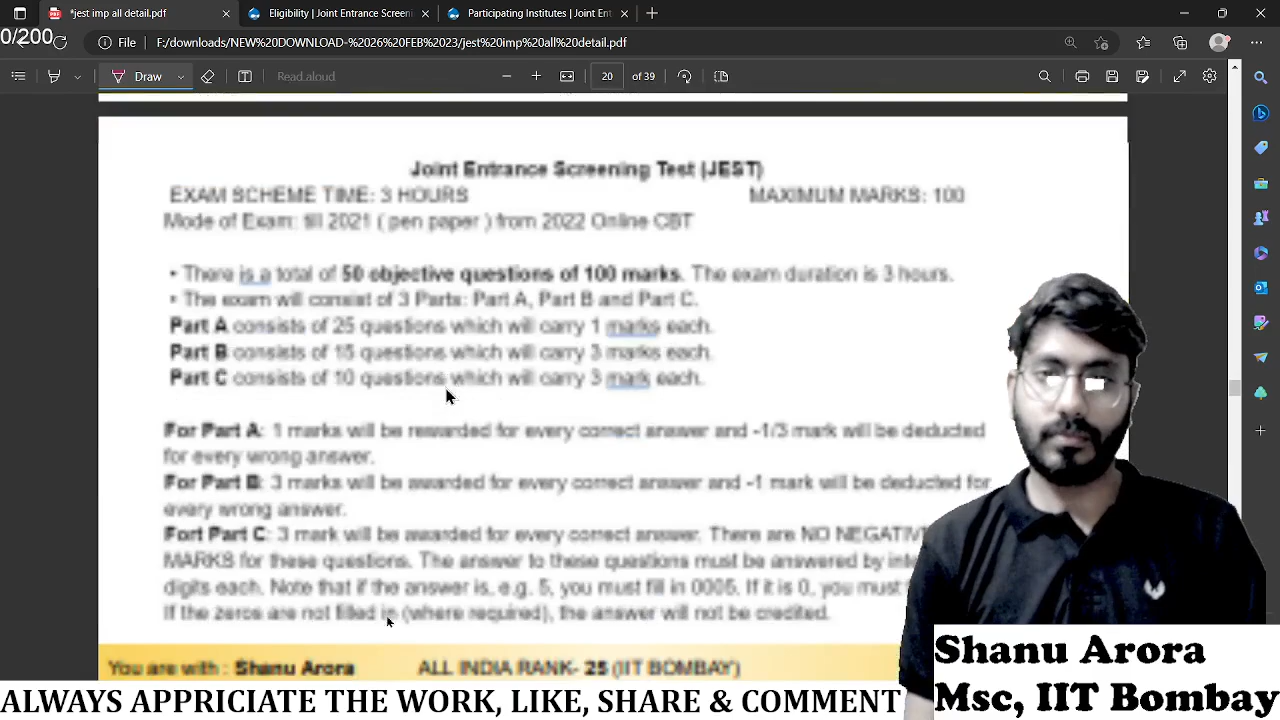 *jest imp all detail.pdf
Eligibility | Joint Entrance Screeni
Participating Institutes | Joint Ent
0/200
File
F:/downloads/NEW%20DOWNLOAD-%2026%20FEB%2023/jest%20imp%20all%20detail.pdf
Draw
Read aloud
20 of 39
Joint Entrance Screening Test (JEST)
EXAM SCHEME TIME: 3 HOURS MAXIMUM MARKS: 100
Mode of Exam: till 2021 ( pen paper ) from 2022 Online CBT
• There is a total of 50 objective questions of 100 marks. The exam duration is 3 hours.
• The exam will consist of 3 Parts: Part A, Part B and Part C.
Part A consists of 25 questions which will carry 1 marks each.
Part B consists of 15 questions which will carry 3 marks each.
Part C consists of 10 questions which will carry 3 mark each.
For Part A: 1 marks will be rewarded for every correct answer and -1/3 mark will be deducted
for every wrong answer.
For Part B: 3 marks will be awarded for every correct answer and -1 mark will be deducted for
every wrong answer.
Fort Part C: 3 mark will be awarded for every correct answer. There are NO NEGATIV
MARKS for these questions. The answer to these questions must be answered by inte
digits each. Note that if the answer is, e.g. 5, you must fill in 0005. If it is 0, you must
If the zeros are not filled in (where required), the answer will not be credited.
You are with : Shanu Arora ALL INDIA RANK- 25 (IIT BOMBAY)
Shanu Arora
Msc, IIT Bombay
ALWAYS APPRICIATE THE WORK, LIKE, SHARE & COMMENT